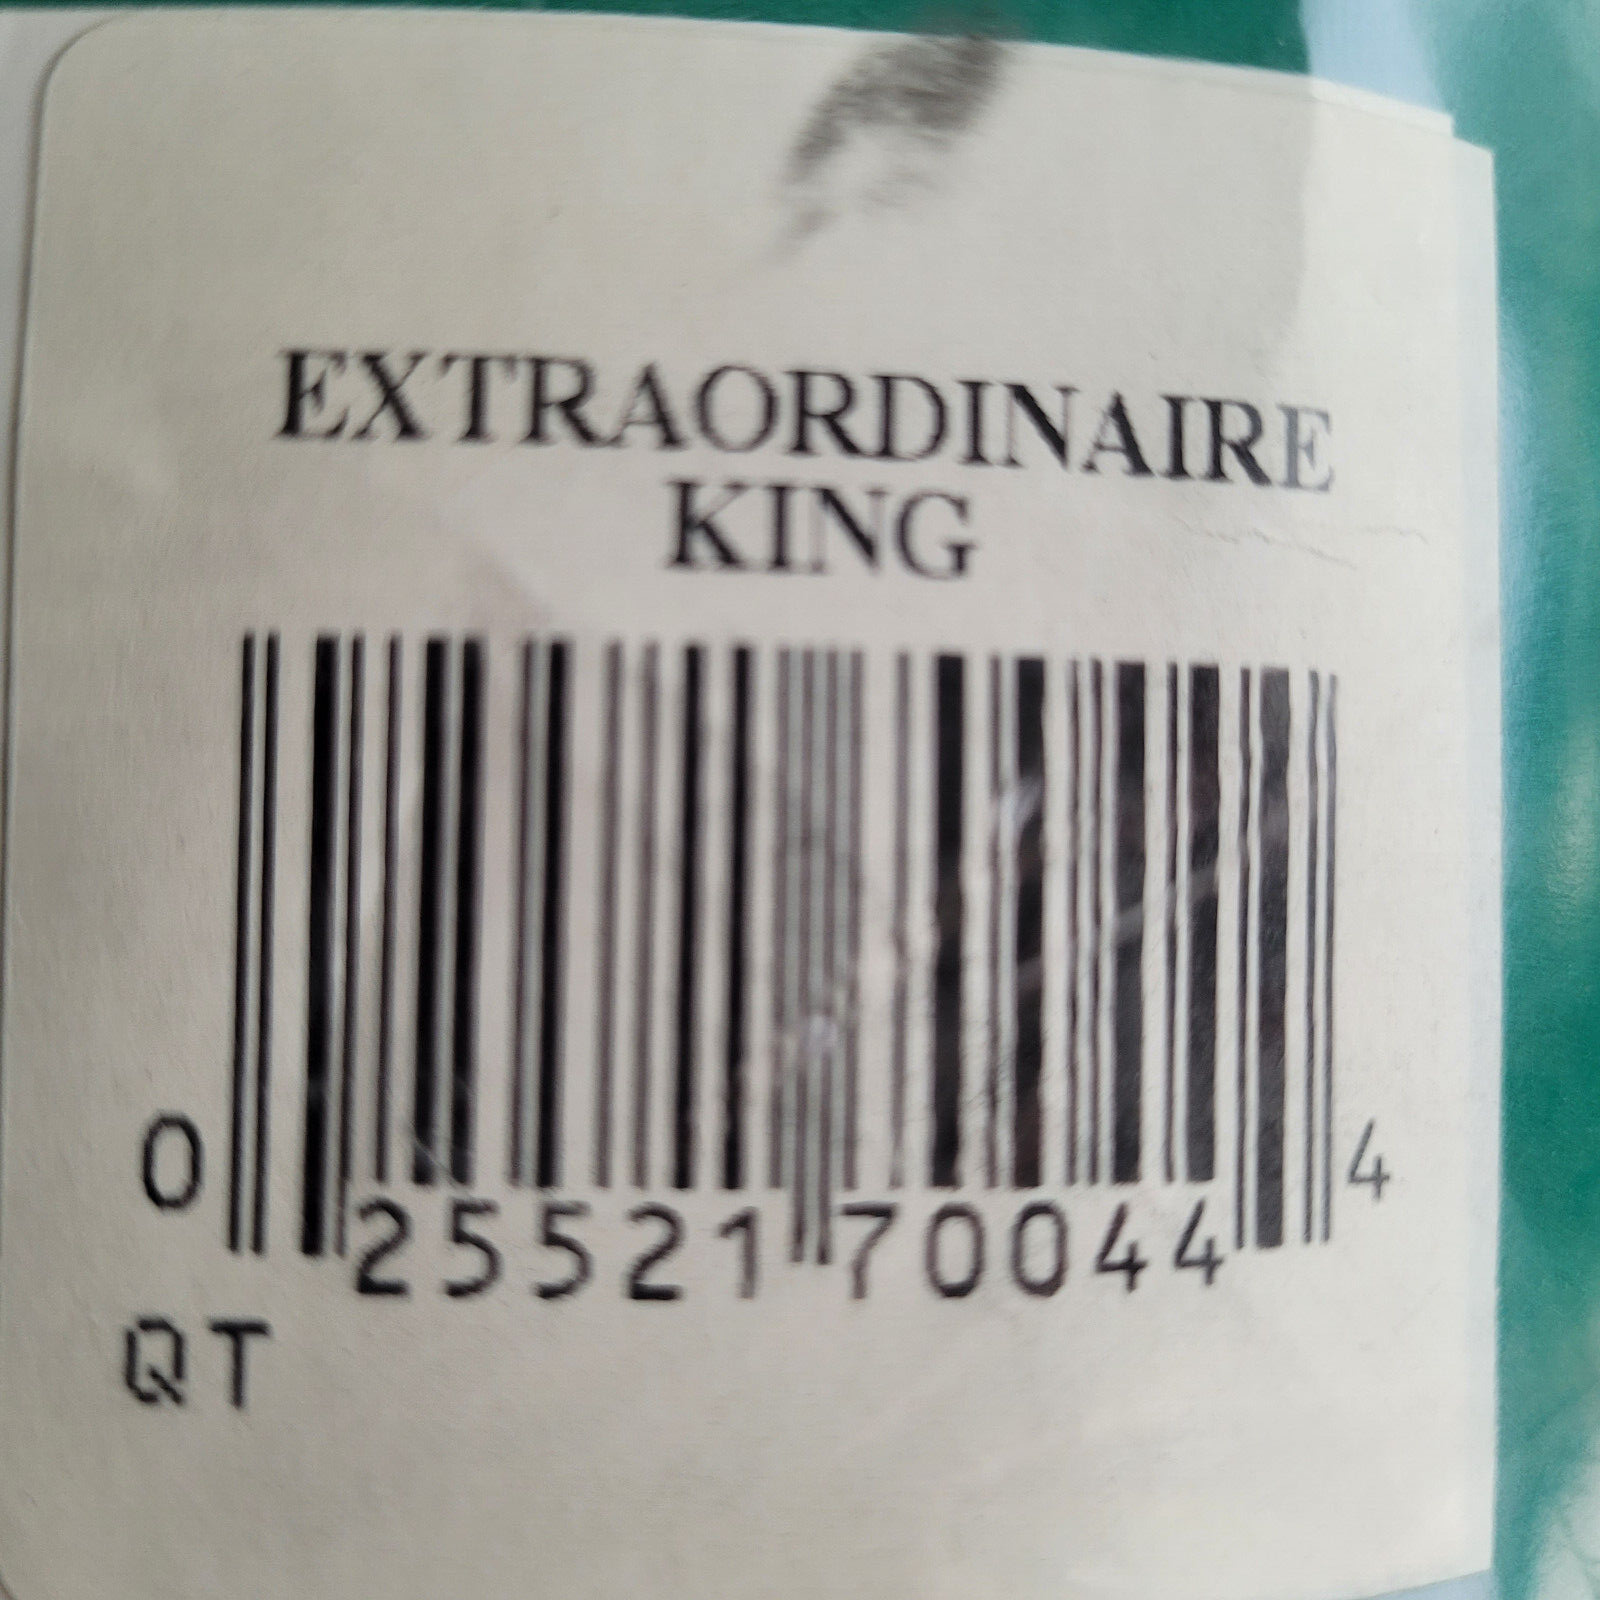 EXTRAORDINAIRE
KING
0 25521 70044 4
QT